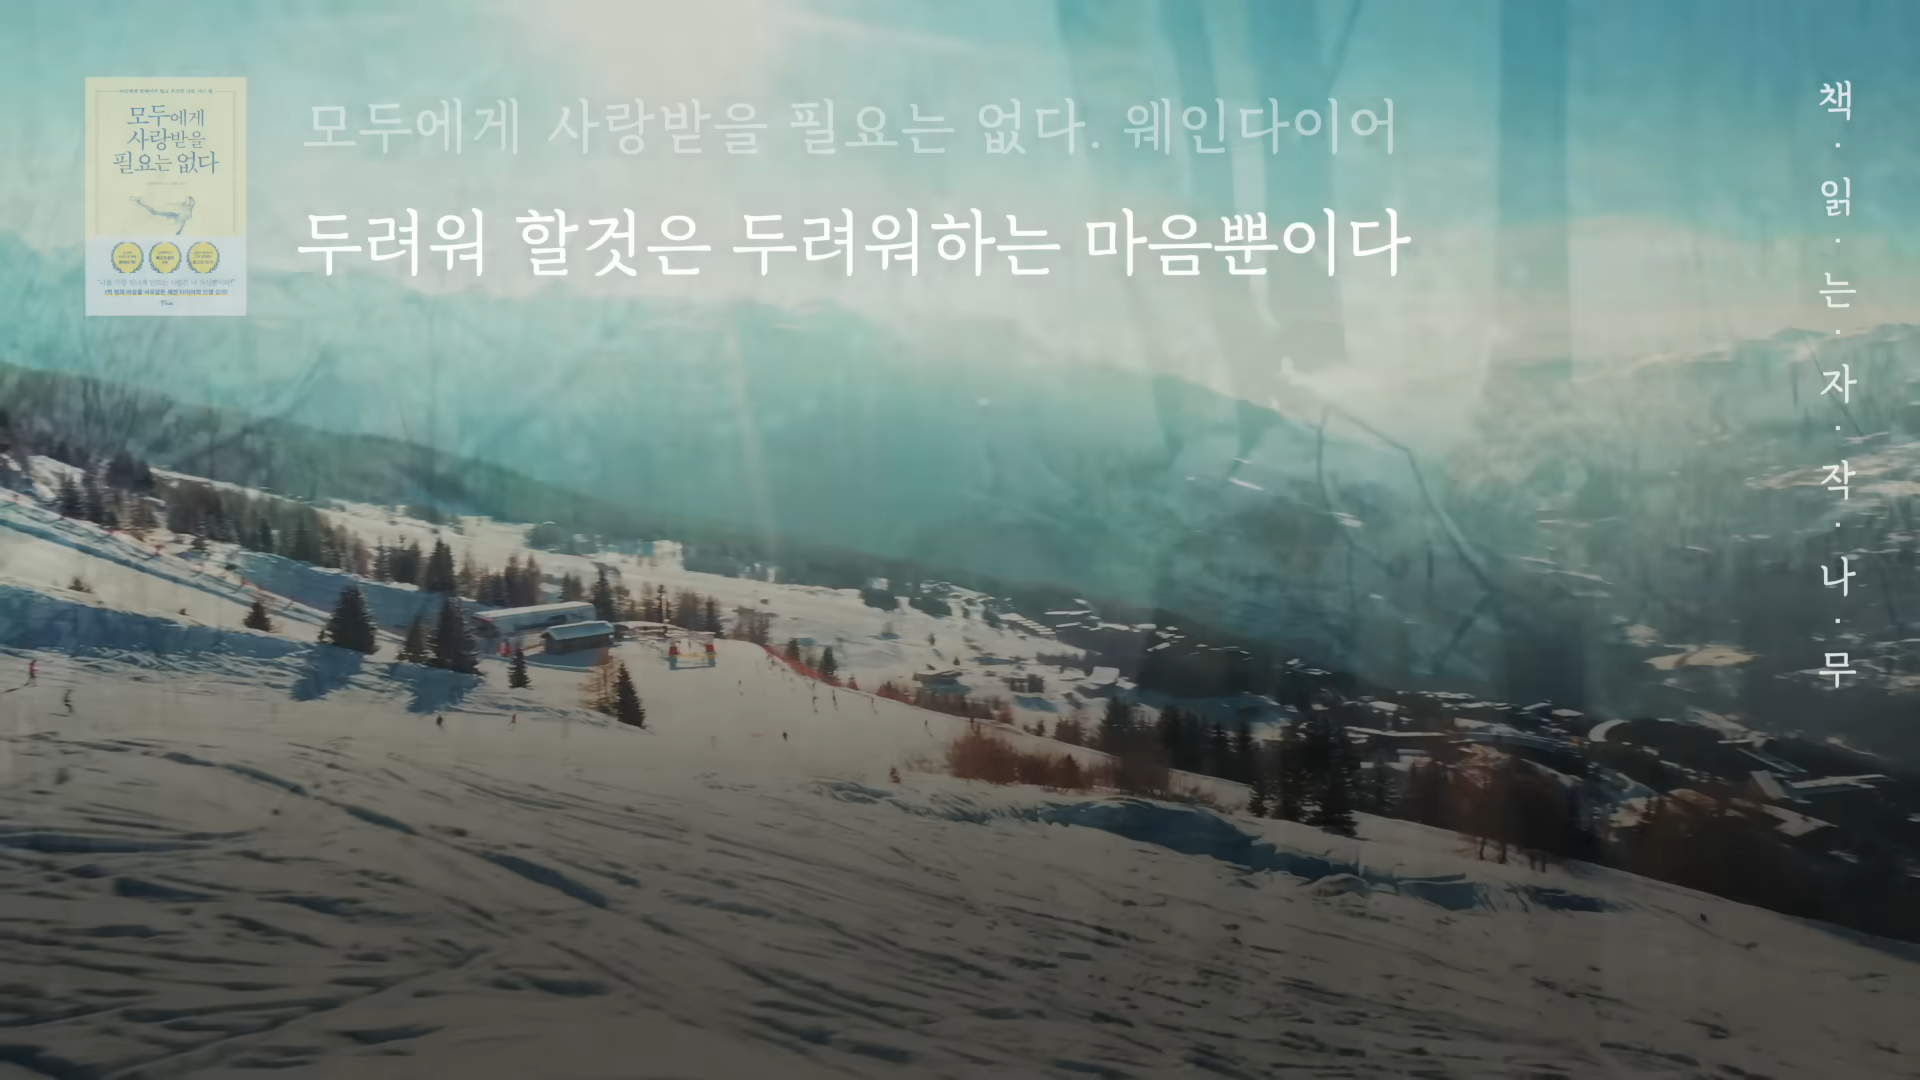 모두에게
사랑받을
필요는 없다
모두에게 사랑받을 필요는 없다. 웨인다이어
두려워 할것은 두려워하는 마음뿐이다
책·읽·는·자·작·나·무